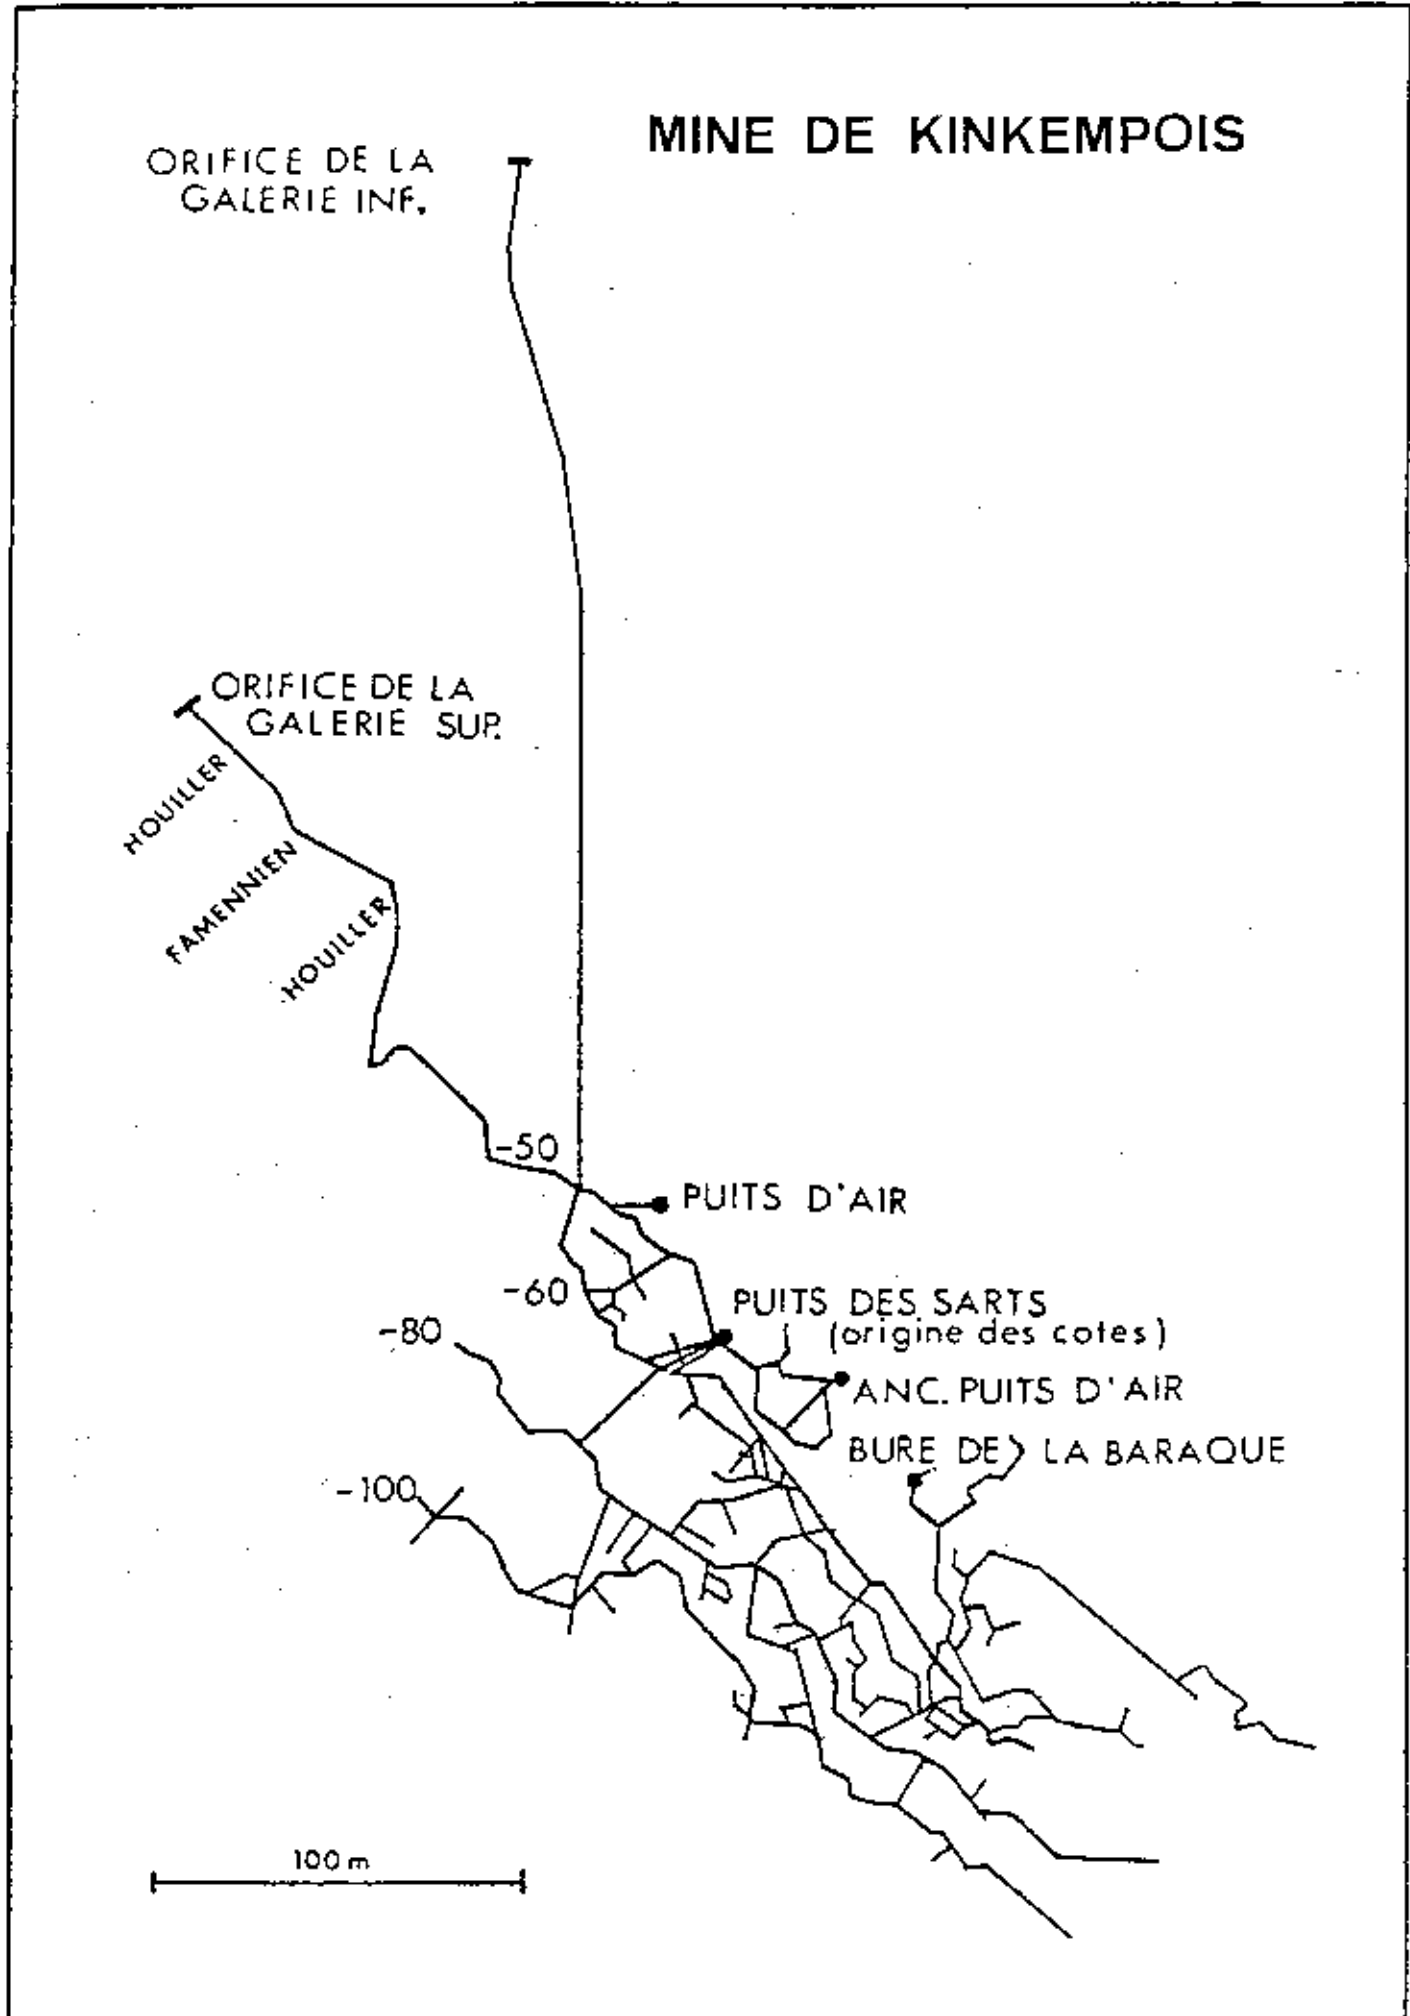 MINE DE KINKEMPOIS
ORIFICE DE LA
GALERIE INF.
ORIFICE DE LA
GALERIE SUP.
HOUILLER
FAMENNIEN
HOUILLER
-50
PUITS D'AIR
-60
PUITS DES SARTS
(origine des cotes)
-80
ANC. PUITS D'AIR
BURE DE LA BARAQUE
-100
100 m